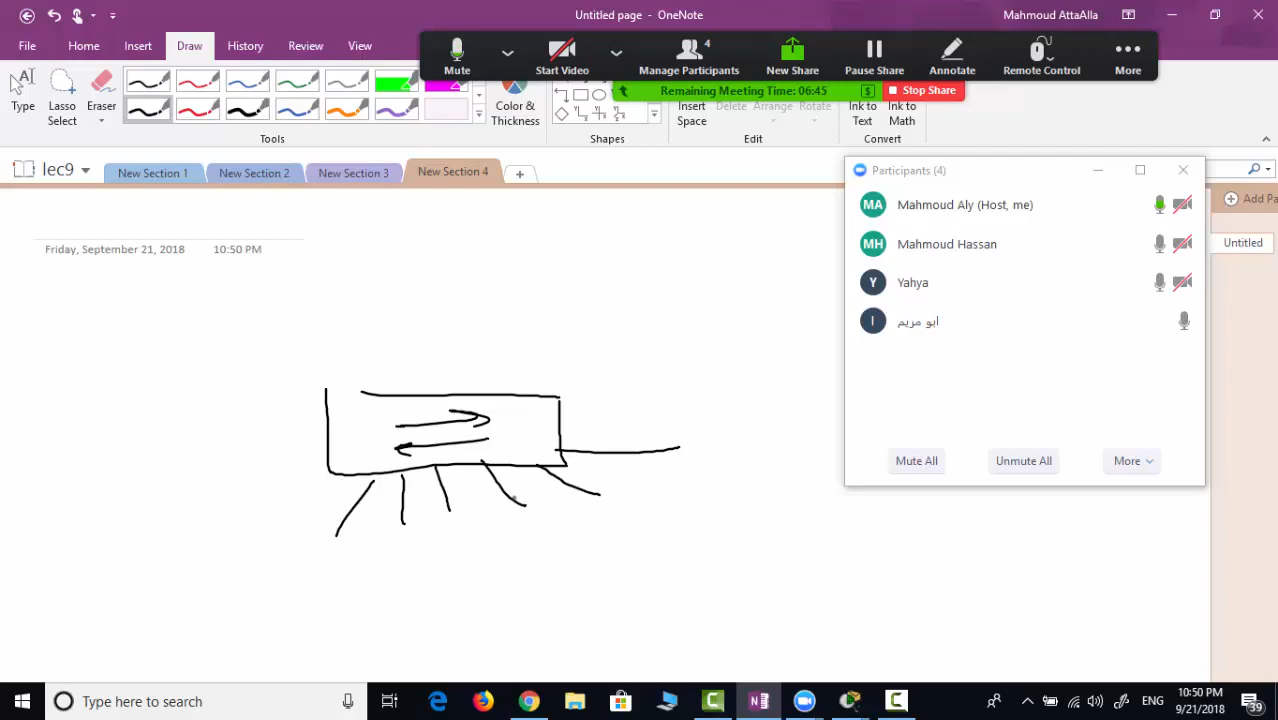 Untitled page - OneNote
Mahmoud AttaAlla
File
Home
Insert
Draw
History
Review
View
Mute
Start Video
4
Manage Participants
New Share
Pause Share
Annotate
Remote Control
More
Remaining Meeting Time: 06:45
$
Stop Share
Type
Lasso Select
Eraser
Color & Thickness
Insert Space
Delete
Arrange
Rotate
Ink to Text
Ink to Math
Tools
Shapes
Edit
Convert
lec9
New Section 1
New Section 2
New Section 3
New Section 4
Add Pa
Untitled
Friday, September 21, 2018
10:50 PM
Participants (4)
MA
Mahmoud Aly (Host, me)
MH
Mahmoud Hassan
Y
Yahya
ا
ابو مريم
Mute All
Unmute All
More
Type here to search
ENG
10:50 PM
9/21/2018
39